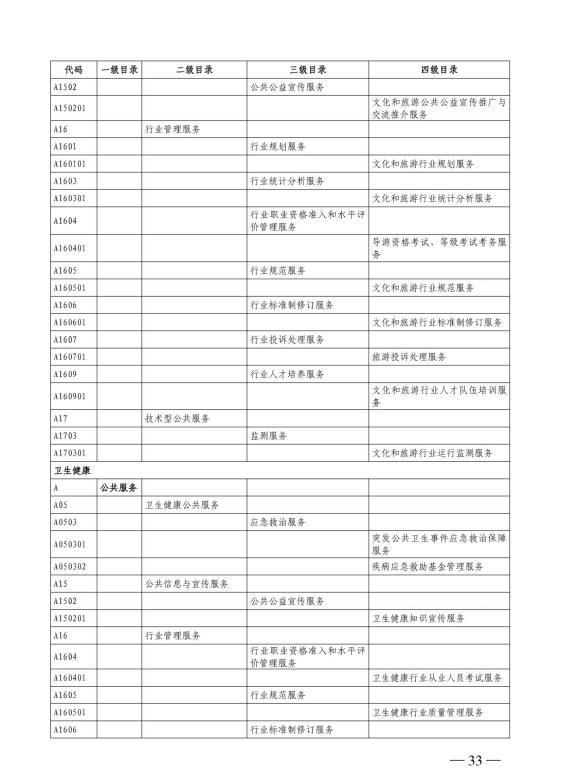 代码 一级目录 二级目录 三级目录 四级目录
A1502 公共公益宣传服务
A150201 文化和旅游公共公益宣传推广与
交流推介服务
A16 行业管理服务
A1601 行业规划服务
A160101 文化和旅游行业规划服务
A1603 行业统计分析服务
A160301 文化和旅游行业统计分析服务
A1604 行业职业资格准入和水平评
价管理服务
A160401 导游资格考试、等级考试考务服
务
A1605 行业规范服务
A160501 文化和旅游行业规范服务
A1606 行业标准制修订服务
A160601 文化和旅游行业标准制修订服务
A1607 行业投诉处理服务
A160701 旅游投诉处理服务
A1609 行业人才培养服务
A160901 文化和旅游行业人才队伍培训服
务
A17 技术型公共服务
A1703 监测服务
A170301 文化和旅游行业运行监测服务
卫生健康
A 公共服务
A05 卫生健康公共服务
A0503 应急救治服务
A050301 突发公共卫生事件应急救治保障
服务
A050302 疾病应急救助基金管理服务
A15 公共信息与宣传服务
A1502 公共公益宣传服务
A150201 卫生健康知识宣传服务
A16 行业管理服务
A1604 行业职业资格准入和水平评
价管理服务
A160401 卫生健康行业从业人员考试服务
A1605 行业规范服务
A160501 卫生健康行业质量管理服务
A1606 行业标准制修订服务
— 33 —